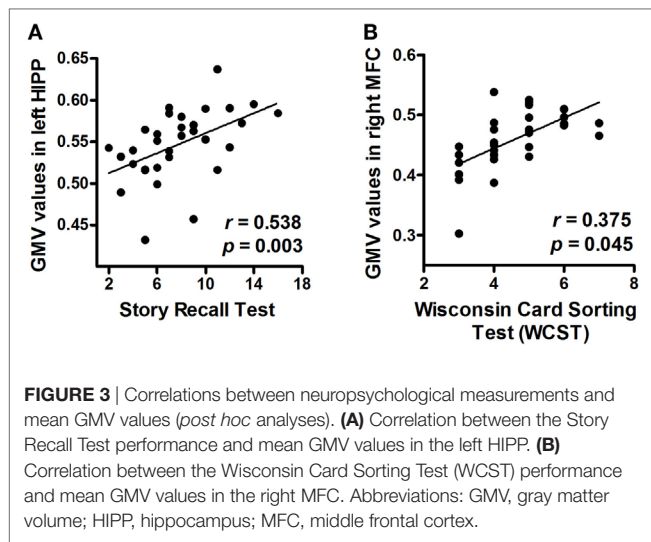 A
GMV values in left HIPP
0.65
0.60
0.55
0.50
0.45
r = 0.538
p = 0.003
2 6 10 14 18
Story Recall Test
B
GMV values in right MFC
0.6
0.5
0.4
0.3
r = 0.375
p = 0.045
2 4 6 8
Wisconsin Card Sorting
Test (WCST)
FIGURE 3 | Correlations between neuropsychological measurements and
mean GMV values (post hoc analyses). (A) Correlation between the Story
Recall Test performance and mean GMV values in the left HIPP. (B)
Correlation between the Wisconsin Card Sorting Test (WCST) performance
and mean GMV values in the right MFC. Abbreviations: GMV, gray matter
volume; HIPP, hippocampus; MFC, middle frontal cortex.